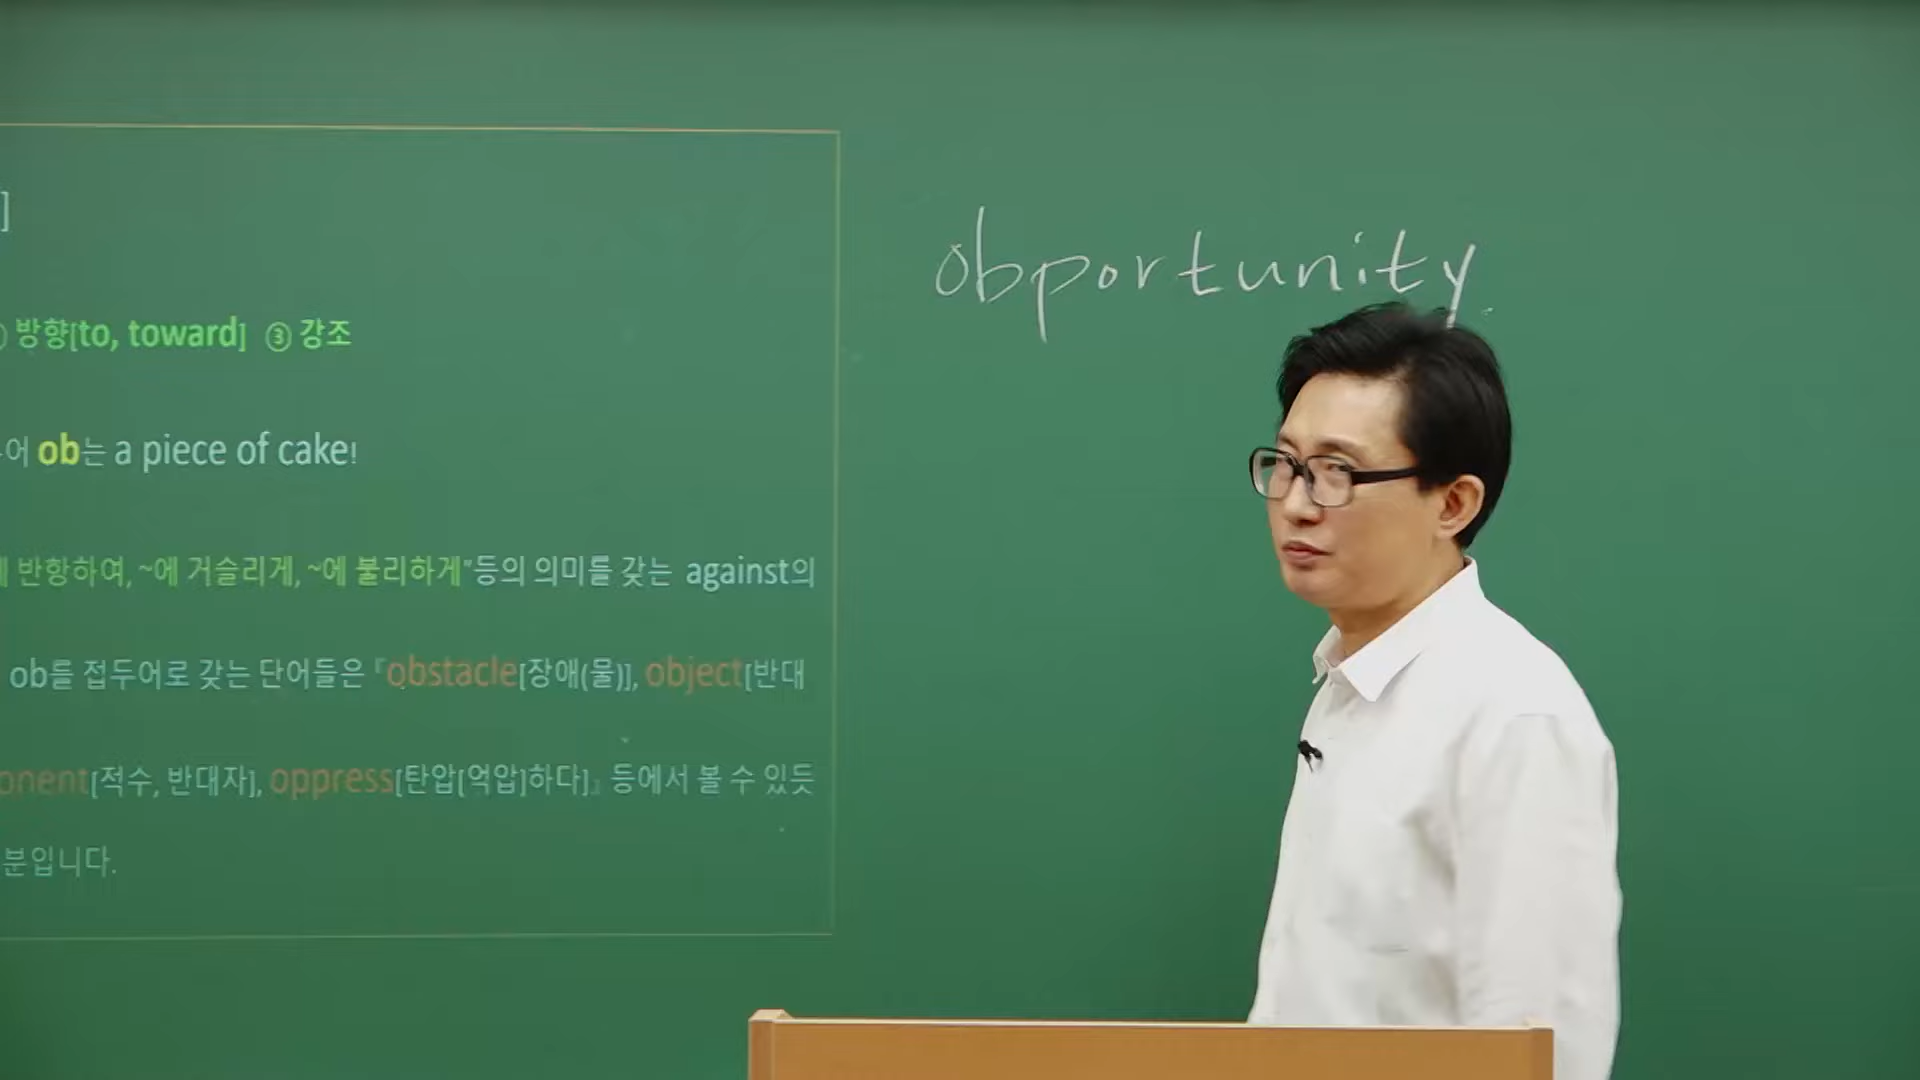 ]
방향[to, toward] ③ 강조
어 ob는 a piece of cake!
반항하여, ~에 거슬리게, ~에 불리하게"등의 의미를 갖는 against의
ob를 접두어로 갖는 단어들은『obstacle[장애(물)], object[반대
onent[적수, 반대자], oppress[탄압[억압]하다]』등에서 볼 수 있듯
분입니다.
obportunity